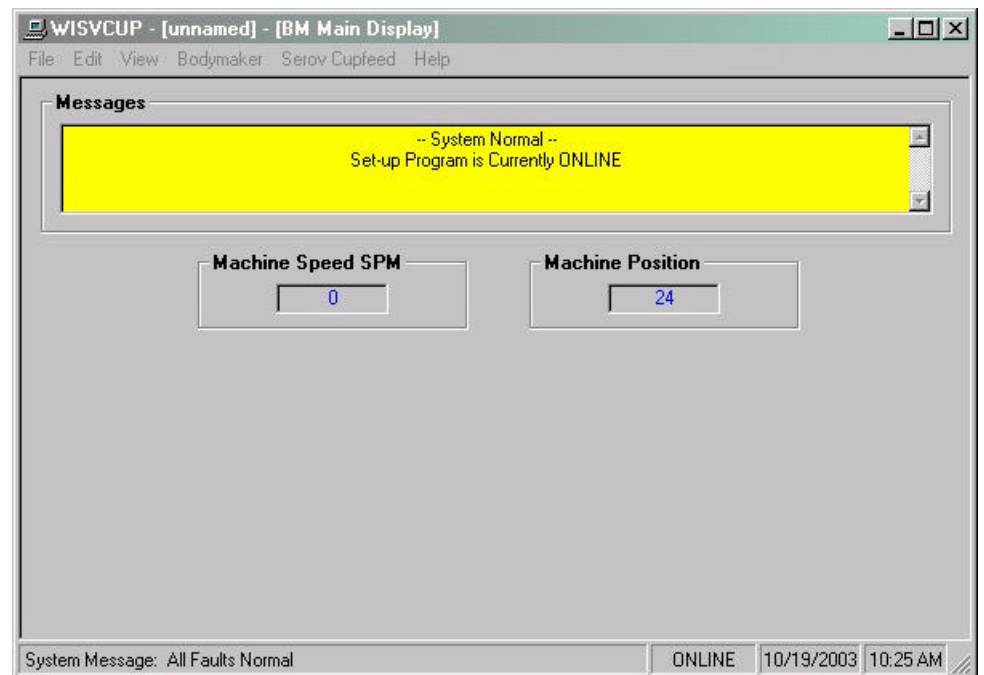 WISVCUP - [unnamed] - [BM Main Display]
File Edit View Bodymaker Serov Cupfeed Help
Messages
-- System Normal --
Set-up Program is Currently ONLINE
Machine Speed SPM
0
Machine Position
24
System Message: All Faults Normal
ONLINE
10/19/2003
10:25 AM